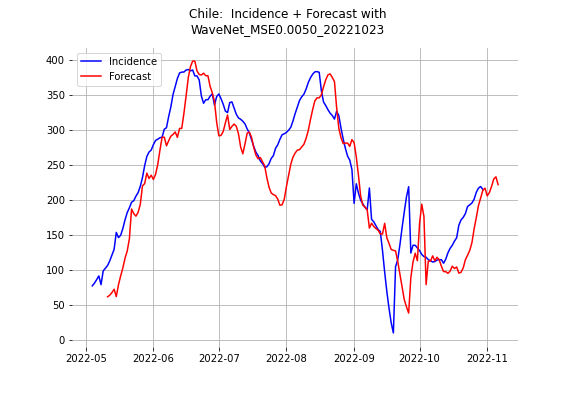 Chile:  Incidence + Forecast with
WaveNet_MSE0.0050_20221023
Incidence
Forecast
400
350
300
250
200
150
100
50
0
2022-05 2022-06 2022-07 2022-08 2022-09 2022-10 2022-11